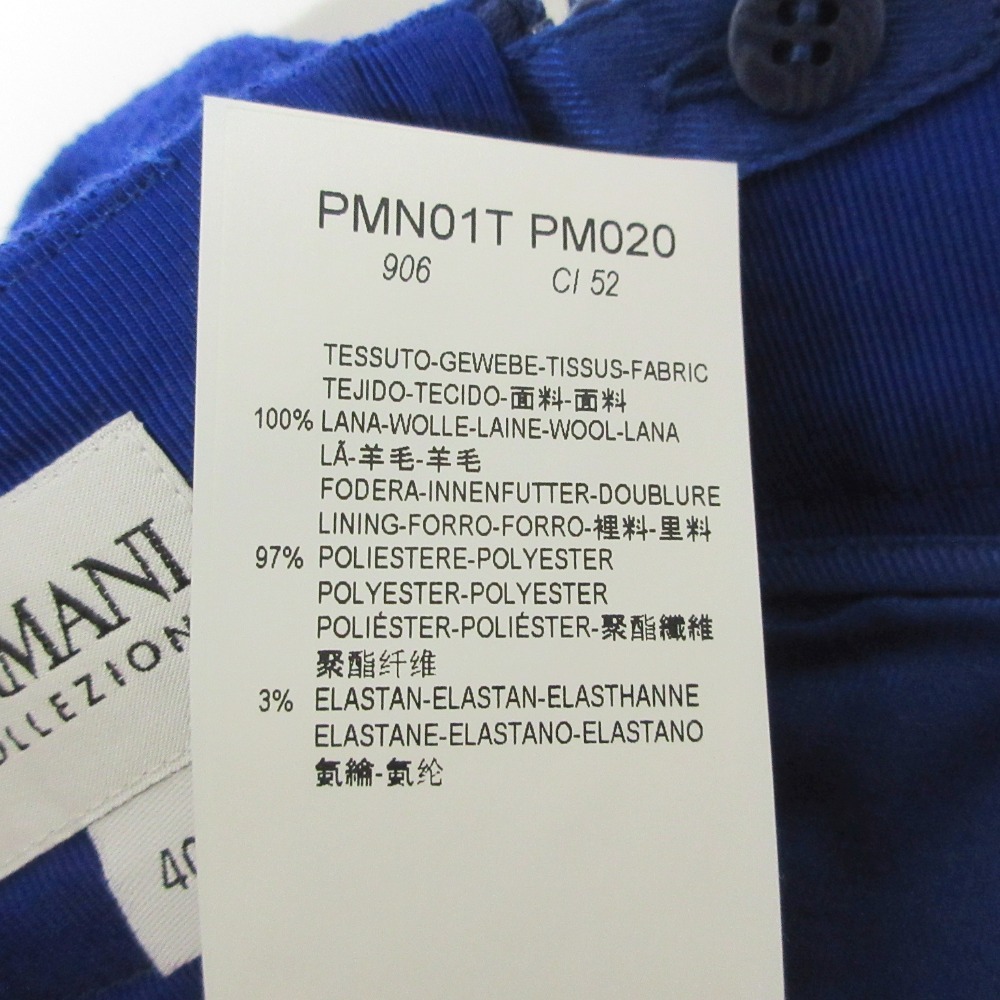 PMN01T PM020
906 C/ 52
TESSUTO-GEWEBE-TISSUS-FABRIC
TEJIDO-TECIDO-面料-面料
100% LANA-WOLLE-LAINE-WOOL-LANA
LÃ-羊毛-羊毛
FODERA-INNENFUTTER-DOUBLURE
LINING-FORRO-FORRO-裡料-里料
97% POLIESTERE-POLYESTER
POLYESTER-POLYESTER
POLIÉSTER-POLIÉSTER-聚酯纖維
聚酯纤维
3% ELASTAN-ELASTAN-ELASTHANNE
ELASTANE-ELASTANO-ELASTANO
氨綸-氨纶
MANI
OLLEZION
40